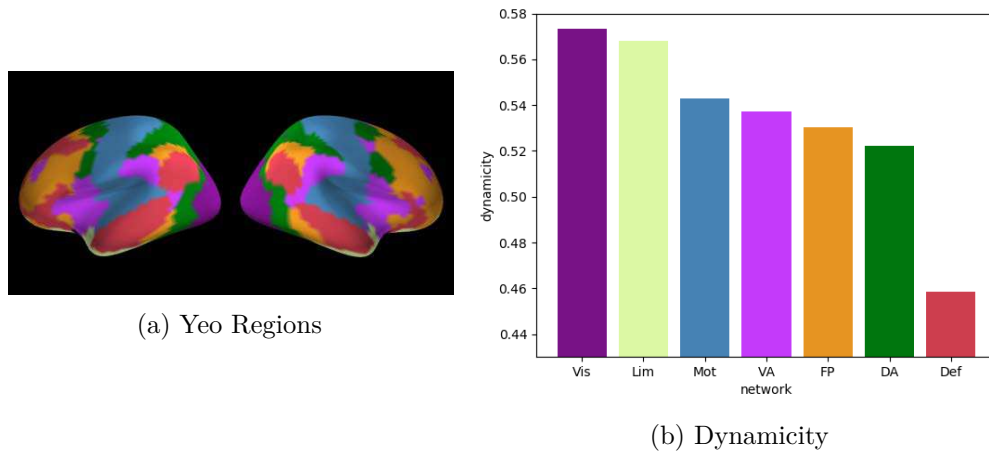 (a) Yeo Regions
0.58
0.56
0.54
0.52
0.50
0.48
0.46
0.44
dynamicity
Vis Lim Mot VA FP DA Def
network
(b) Dynamicity